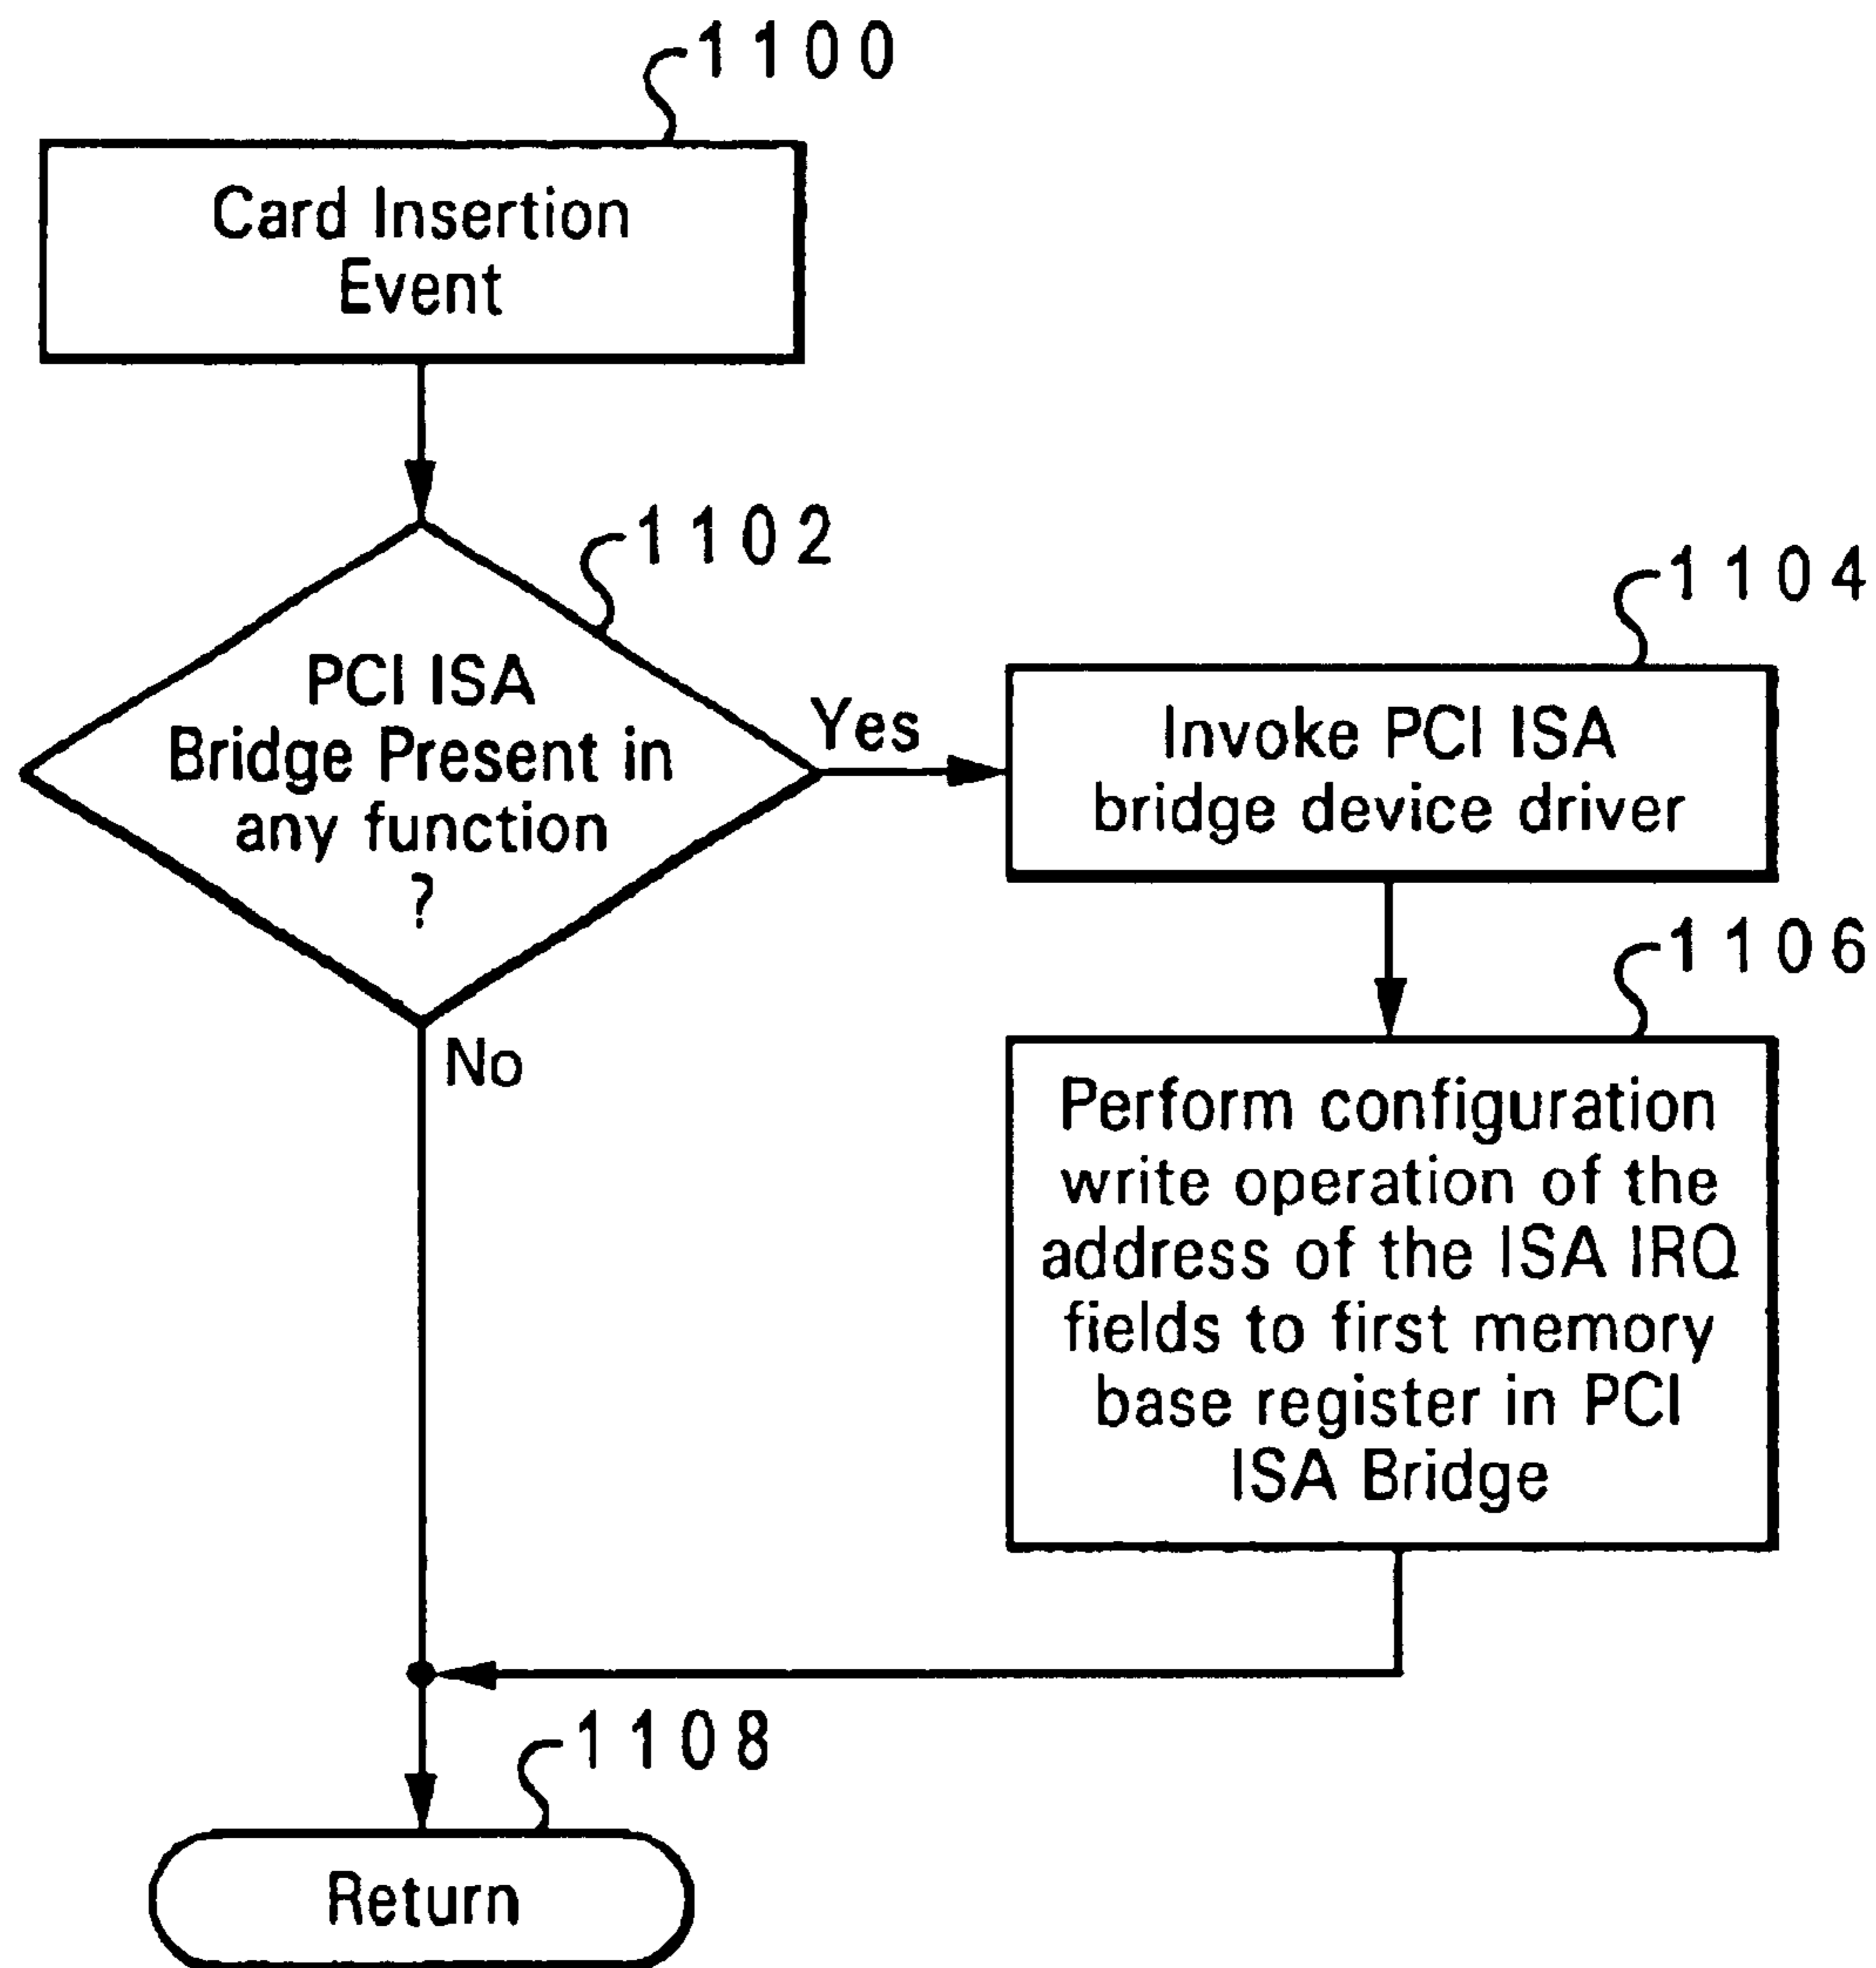 1100
Card Insertion
Event
1102
PCI ISA
Bridge Present in
any function
?
Yes
No
1104
Invoke PCI ISA
bridge device driver
1106
Perform configuration
write operation of the
address of the ISA IRQ
fields to first memory
base register in PCI
ISA Bridge
1108
Return